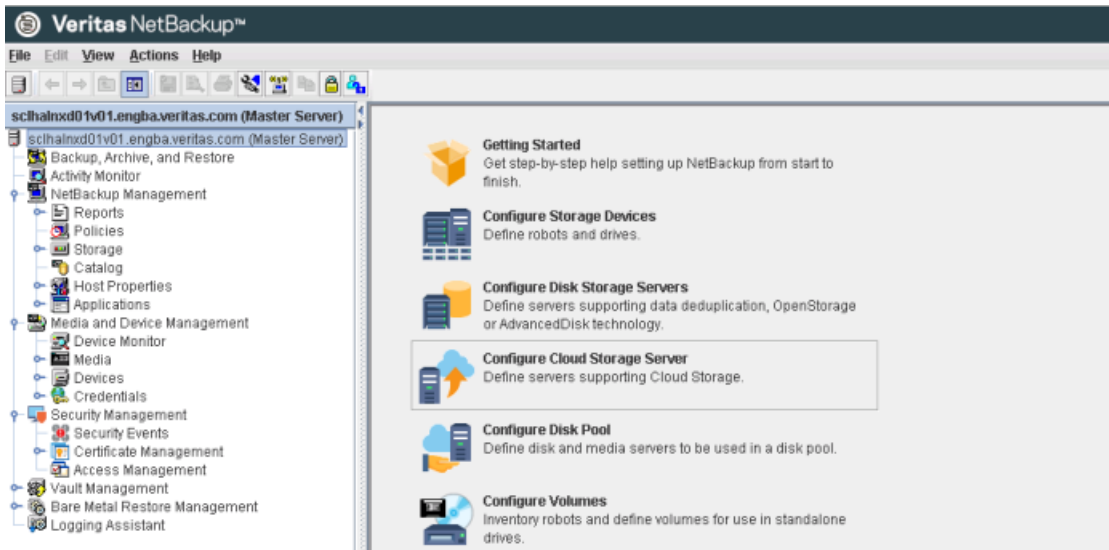 Veritas NetBackup™
File Edit View Actions Help
sclhalnxd01v01.engba.veritas.com (Master Server)
sclhalnxd01v01.engba.veritas.com (Master Server)
Backup, Archive, and Restore
Activity Monitor
NetBackup Management
Reports
Policies
Storage
Catalog
Host Properties
Applications
Media and Device Management
Device Monitor
Media
Devices
Credentials
Security Management
Security Events
Certificate Management
Access Management
Vault Management
Bare Metal Restore Management
Logging Assistant
Getting Started
Get step-by-step help setting up NetBackup from start to
finish.
Configure Storage Devices
Define robots and drives.
Configure Disk Storage Servers
Define servers supporting data deduplication, OpenStorage
or AdvancedDisk technology.
Configure Cloud Storage Server
Define servers supporting Cloud Storage.
Configure Disk Pool
Define disk and media servers to be used in a disk pool.
Configure Volumes
Inventory robots and define volumes for use in standalone
drives.